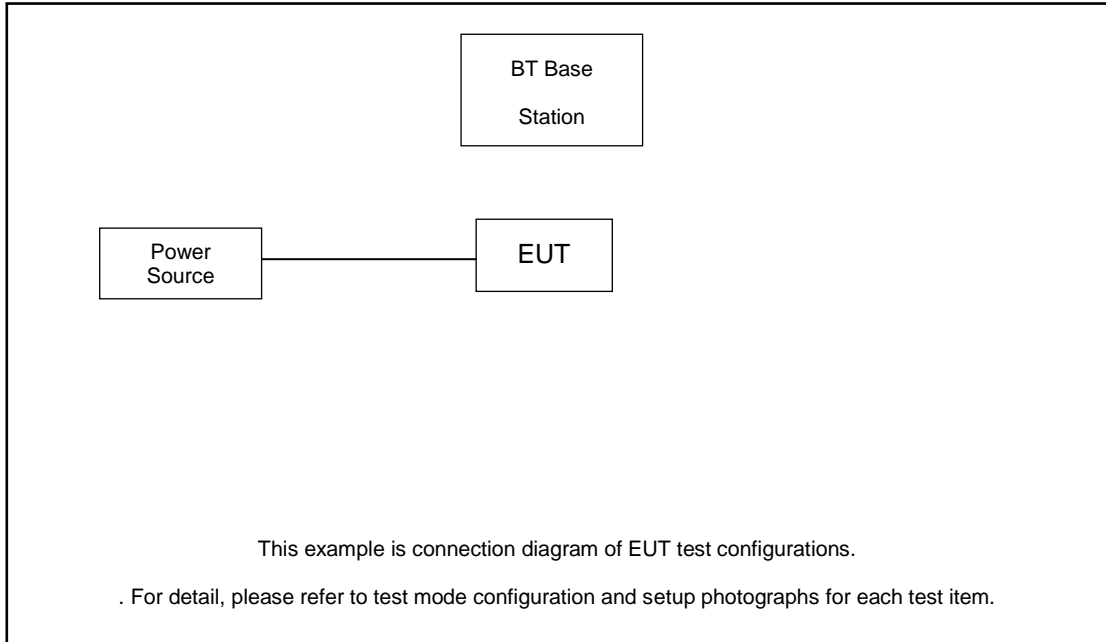 BT Base
Station
Power
Source
EUT
This example is connection diagram of EUT test configurations.
. For detail, please refer to test mode configuration and setup photographs for each test item.